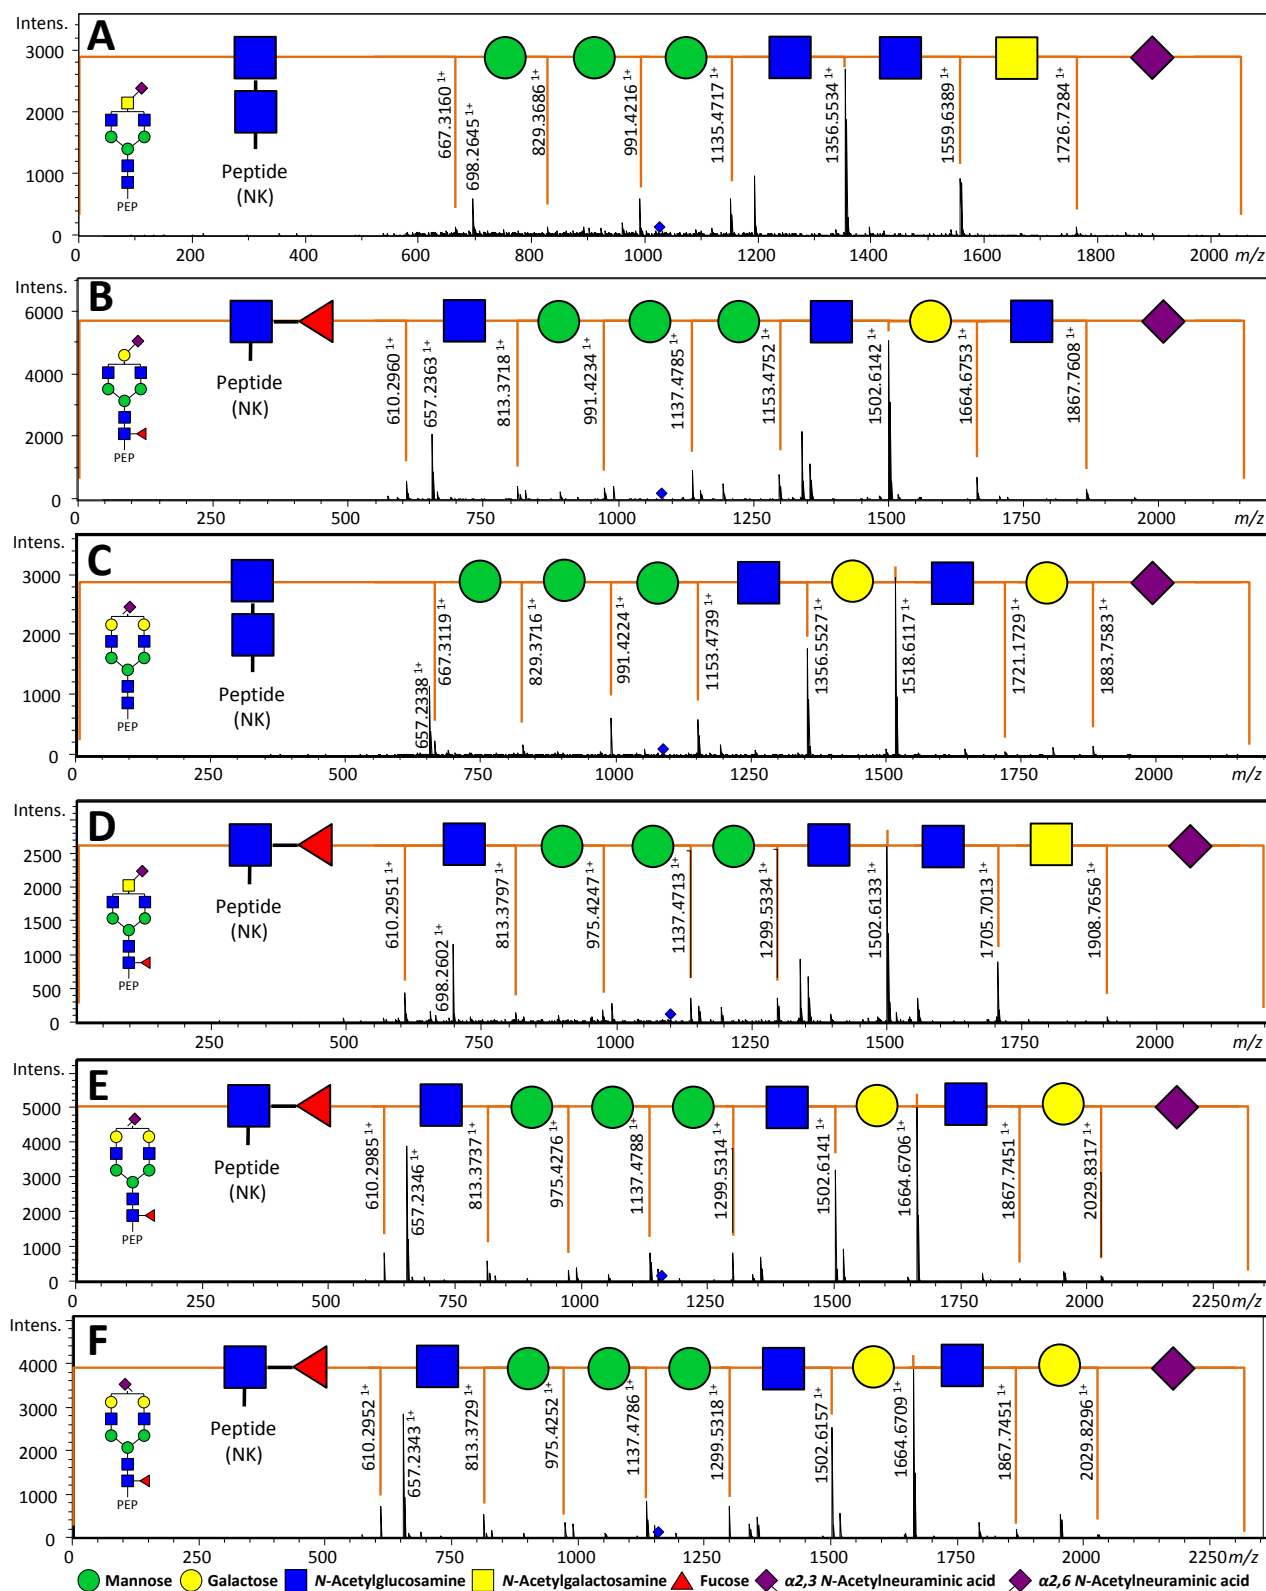 Intens.
A
3000
2000
1000
0
667.3160 1+
698.2645 1+
829.3686 1+
991.4216 1+
1135.4717 1+
1356.5534 1+
1559.6389 1+
1726.7284 1+
Peptide
(NK)
PEP
0 200 400 600 800 1000 1200 1400 1600 1800 2000 m/z
Intens.
B
6000
4000
2000
0
610.2960 1+
657.2363 1+
813.3718 1+
991.4234 1+
1137.4785 1+
1153.4752 1+
1502.6142 1+
1664.6753 1+
1867.7608 1+
Peptide
(NK)
PEP
0 250 500 750 1000 1250 1500 1750 2000 m/z
Intens.
C
3000
2000
1000
0
657.2338 1+
667.3119 1+
829.3716 1+
991.4224 1+
1153.4739 1+
1356.5527 1+
1518.6117 1+
1721.1729 1+
1883.7583 1+
Peptide
(NK)
PEP
0 250 500 750 1000 1250 1500 1750 2000 m/z
Intens.
D
2500
2000
1500
1000
500
0
610.2951 1+
698.2602 1+
813.3797 1+
975.4247 1+
1137.4713 1+
1299.5334 1+
1502.6133 1+
1705.7013 1+
1908.7656 1+
Peptide
(NK)
PEP
250 500 750 1000 1250 1500 1750 2000 m/z
Intens.
E
5000
4000
3000
2000
1000
0
610.2985 1+
657.2346 1+
813.3737 1+
975.4276 1+
1137.4788 1+
1299.5314 1+
1502.6141 1+
1664.6706 1+
1867.7451 1+
2029.8317 1+
Peptide
(NK)
PEP
0 250 500 750 1000 1250 1500 1750 2000 2250 m/z
Intens.
F
4000
3000
2000
1000
0
610.2952 1+
657.2343 1+
813.3729 1+
975.4252 1+
1137.4786 1+
1299.5318 1+
1502.6157 1+
1664.6709 1+
1867.7451 1+
2029.8296 1+
Peptide
(NK)
PEP
0 250 500 750 1000 1250 1500 1750 2000 2250 m/z
Mannose Galactose N-Acetylglucosamine N-Acetylgalactosamine Fucose α2,3 N-Acetylneuraminic acid α2,6 N-Acetylneuraminic acid